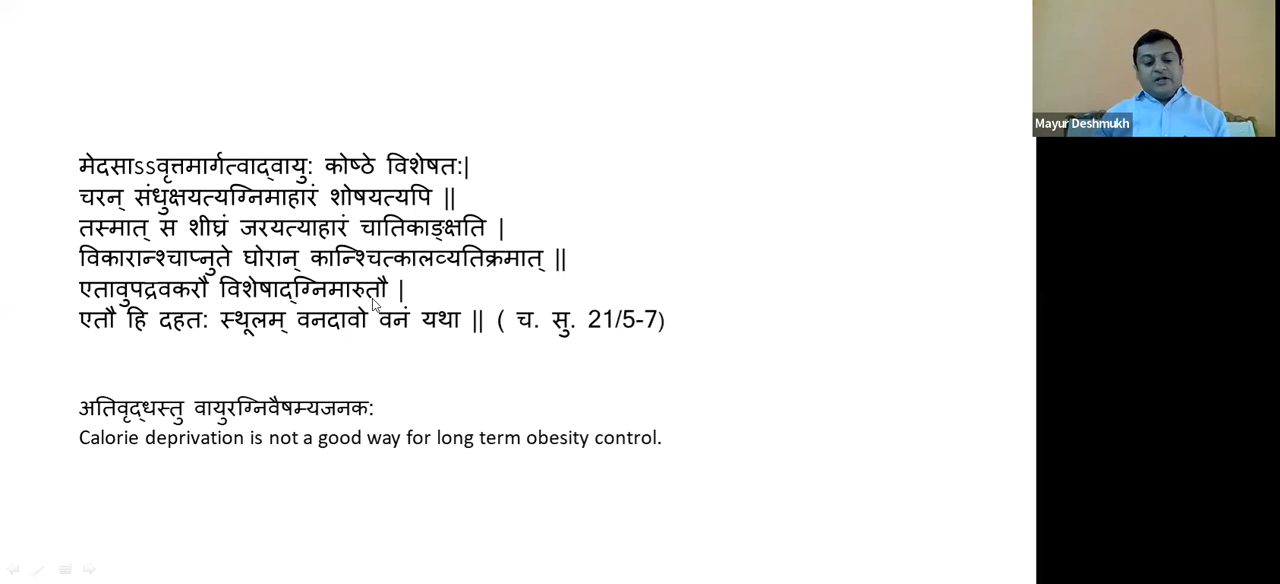 मेदसाऽऽवृत्तमार्गत्वाद्वायु: कोष्ठे विशेषत:|
चरन् संधुक्षयत्यग्निमाहारं शोषयत्यपि ||
तस्मात् स शीघ्रं जरयत्याहारं चातिकाङ्क्षति |
विकारान्श्चाप्नुते घोरान् कान्श्चित्कालव्यतिक्रमात् ||
एतावुपद्रवकरौ विशेषाद्ग्निमारुतौ |
एतौ हि दहत: स्थूलम् वनदावो वनं यथा || ( च. सु. 21/5-7)
अतिवृद्धस्तु वायुरग्निवैषम्यजनक:
Calorie deprivation is not a good way for long term obesity control.
Mayur Deshmukh